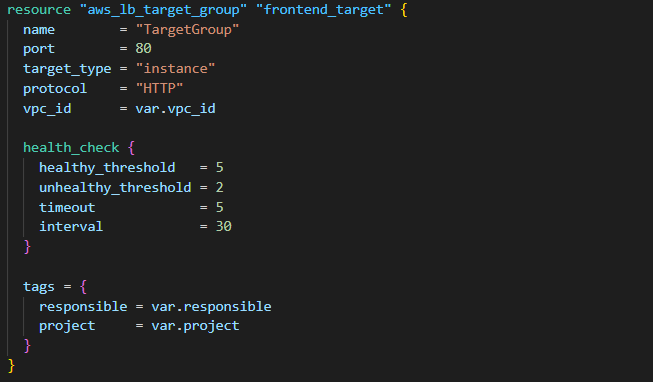 resource "aws_lb_target_group" "frontend_target" {
  name        = "TargetGroup"
  port        = 80
  target_type = "instance"
  protocol    = "HTTP"
  vpc_id      = var.vpc_id

  health_check {
    healthy_threshold   = 5
    unhealthy_threshold = 2
    timeout             = 5
    interval            = 30
  }

  tags = {
    responsible = var.responsible
    project     = var.project
  }
}